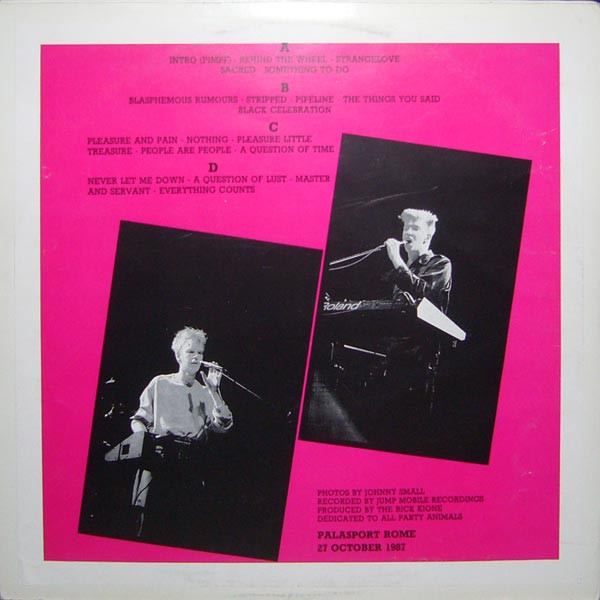 A
INTRO (PIMPF) - BEHIND THE WHEEL - STRANGELOVE
SACRED - SOMETHING TO DO
B
BLASPHEMOUS RUMOURS - STRIPPED - PIPELINE - THE THINGS YOU SAID
BLACK CELEBRATION
C
PLEASURE AND PAIN - NOTHING - PLEASURE LITTLE
TREASURE - PEOPLE ARE PEOPLE - A QUESTION OF TIME
D
NEVER LET ME DOWN - A QUESTION OF LUST - MASTER
AND SERVANT - EVERYTHING COUNTS
Roland
PHOTOS BY JOHNNY SMALL
RECORDED BY JUMP MOBILE RECORDINGS
PRODUCED BY THE RICK KIONE
DEDICATED TO ALL PARTY ANIMALS
PALASPORT ROME
27 OCTOBER 1987